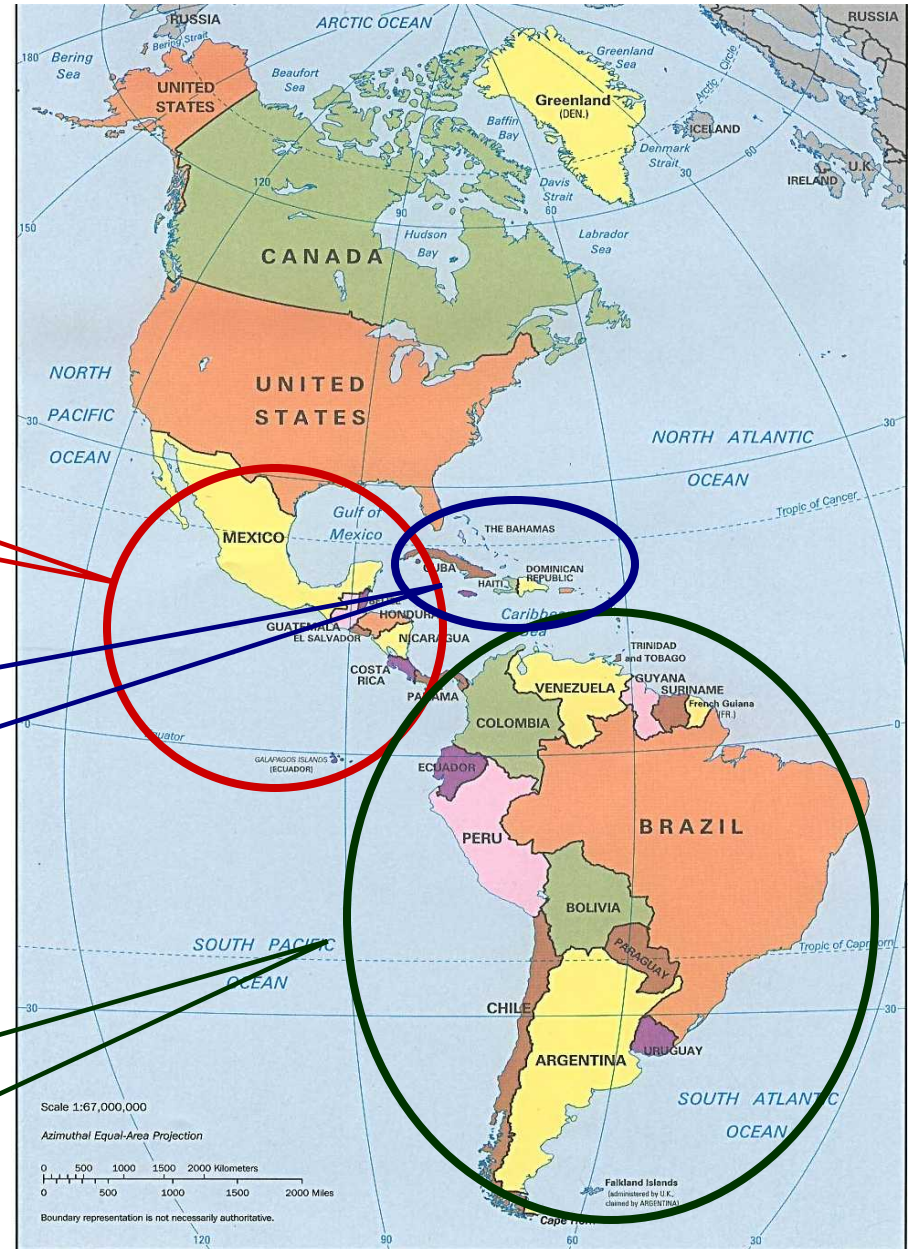 RUSSIA
ARCTIC OCEAN
RUSSIA
Bering Strait
180
Bering
Sea
Beaufort
Sea
Greenland
Sea
UNITED
STATES
Greenland
(DEN.)
Arctic Circle
Baffin
Bay
ICELAND
Denmark
Strait
60
U.K.
IRELAND
120
Davis
Strait
30
0
90
60
150
Hudson
Bay
Labrador
Sea
CANADA
NORTH
PACIFIC
OCEAN
UNITED
STATES
30
30
NORTH ATLANTIC
OCEAN
Tropic of Cancer
Gulf of
Mexico
MEXICO
THE BAHAMAS
CUBA
DOMINICAN
REPUBLIC
HAITI
GUATEMALA
HONDURA
EL SALVADOR
NICARAGUA
Caribbe
Sea
COSTA
RICA
PANAMA
TRINIDAD
and TOBAGO
VENEZUELA
GUYANA
SURINAME
French Guiana
(FR.)
COLOMBIA
0
0
Equator
GALAPAGOS ISLANDS
(ECUADOR)
ECUADOR
PERU
BRAZIL
BOLIVIA
SOUTH PACIFIC
OCEAN
PARAGUAY
Tropic of Capricorn
30
30
CHILE
ARGENTINA
URUGUAY
SOUTH ATLANTIC
OCEAN
Scale 1:67,000,000
Azimuthal Equal-Area Projection
0 500 1000 1500 2000 Kilometers
0 500 1000 1500 2000 Miles
Boundary representation is not necessarily authoritative.
Falkland Islands
(administered by U.K.,
claimed by ARGENTINA)
Cape Horn
120
90
60
30